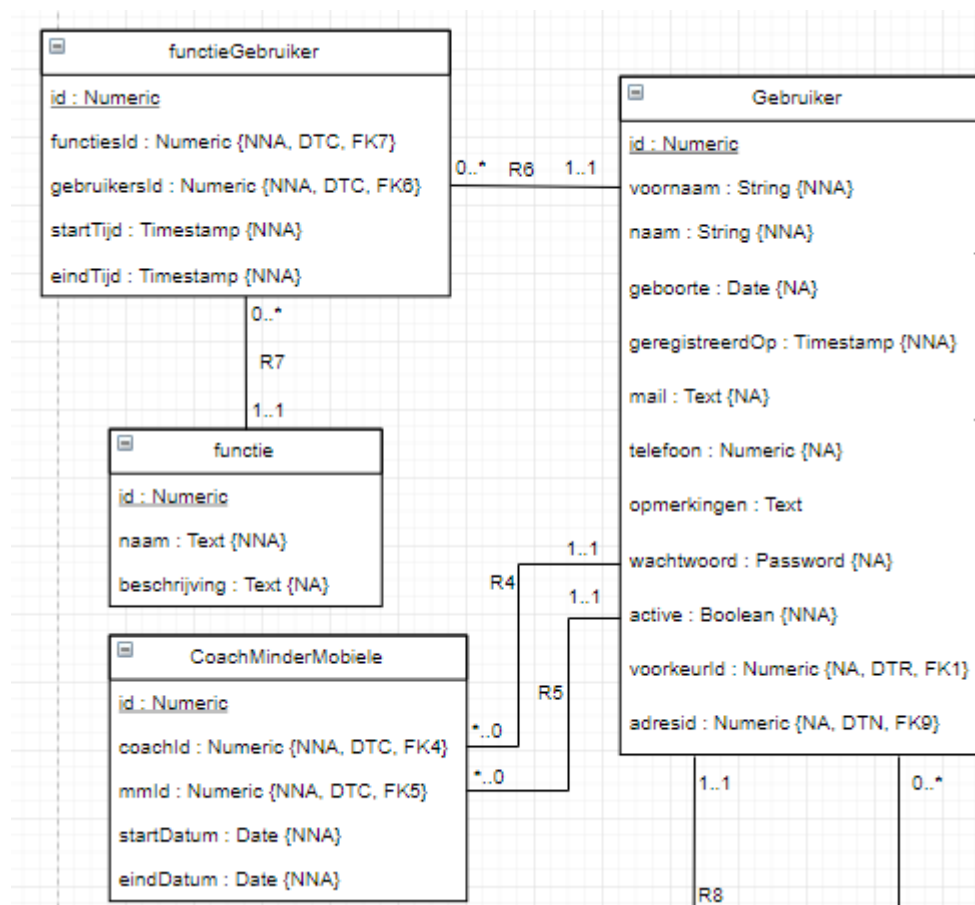 functieGebruiker
id : Numeric
functiesId : Numeric {NNA, DTC, FK7}
gebruikersId : Numeric {NNA, DTC, FK6}
startTijd : Timestamp {NNA}
eindTijd : Timestamp {NNA}
0..* R6 1..1
0..*
R7
1..1
functie
id : Numeric
naam : Text {NNA}
beschrijving : Text {NA}
CoachMinderMobiele
id : Numeric
coachId : Numeric {NNA, DTC, FK4}
mmId : Numeric {NNA, DTC, FK5}
startDatum : Date {NNA}
eindDatum : Date {NNA}
1..1
R4
1..1
R5
*..0
*..0
Gebruiker
id : Numeric
voornaam : String {NNA}
naam : String {NNA}
geboorte : Date {NA}
geregistreerdOp : Timestamp {NNA}
mail : Text {NA}
telefoon : Numeric {NA}
opmerkingen : Text
wachtwoord : Password {NA}
active : Boolean {NNA}
voorkeurId : Numeric {NA, DTR, FK1}
adresid : Numeric {NA, DTN, FK9}
1..1 0..*
R8